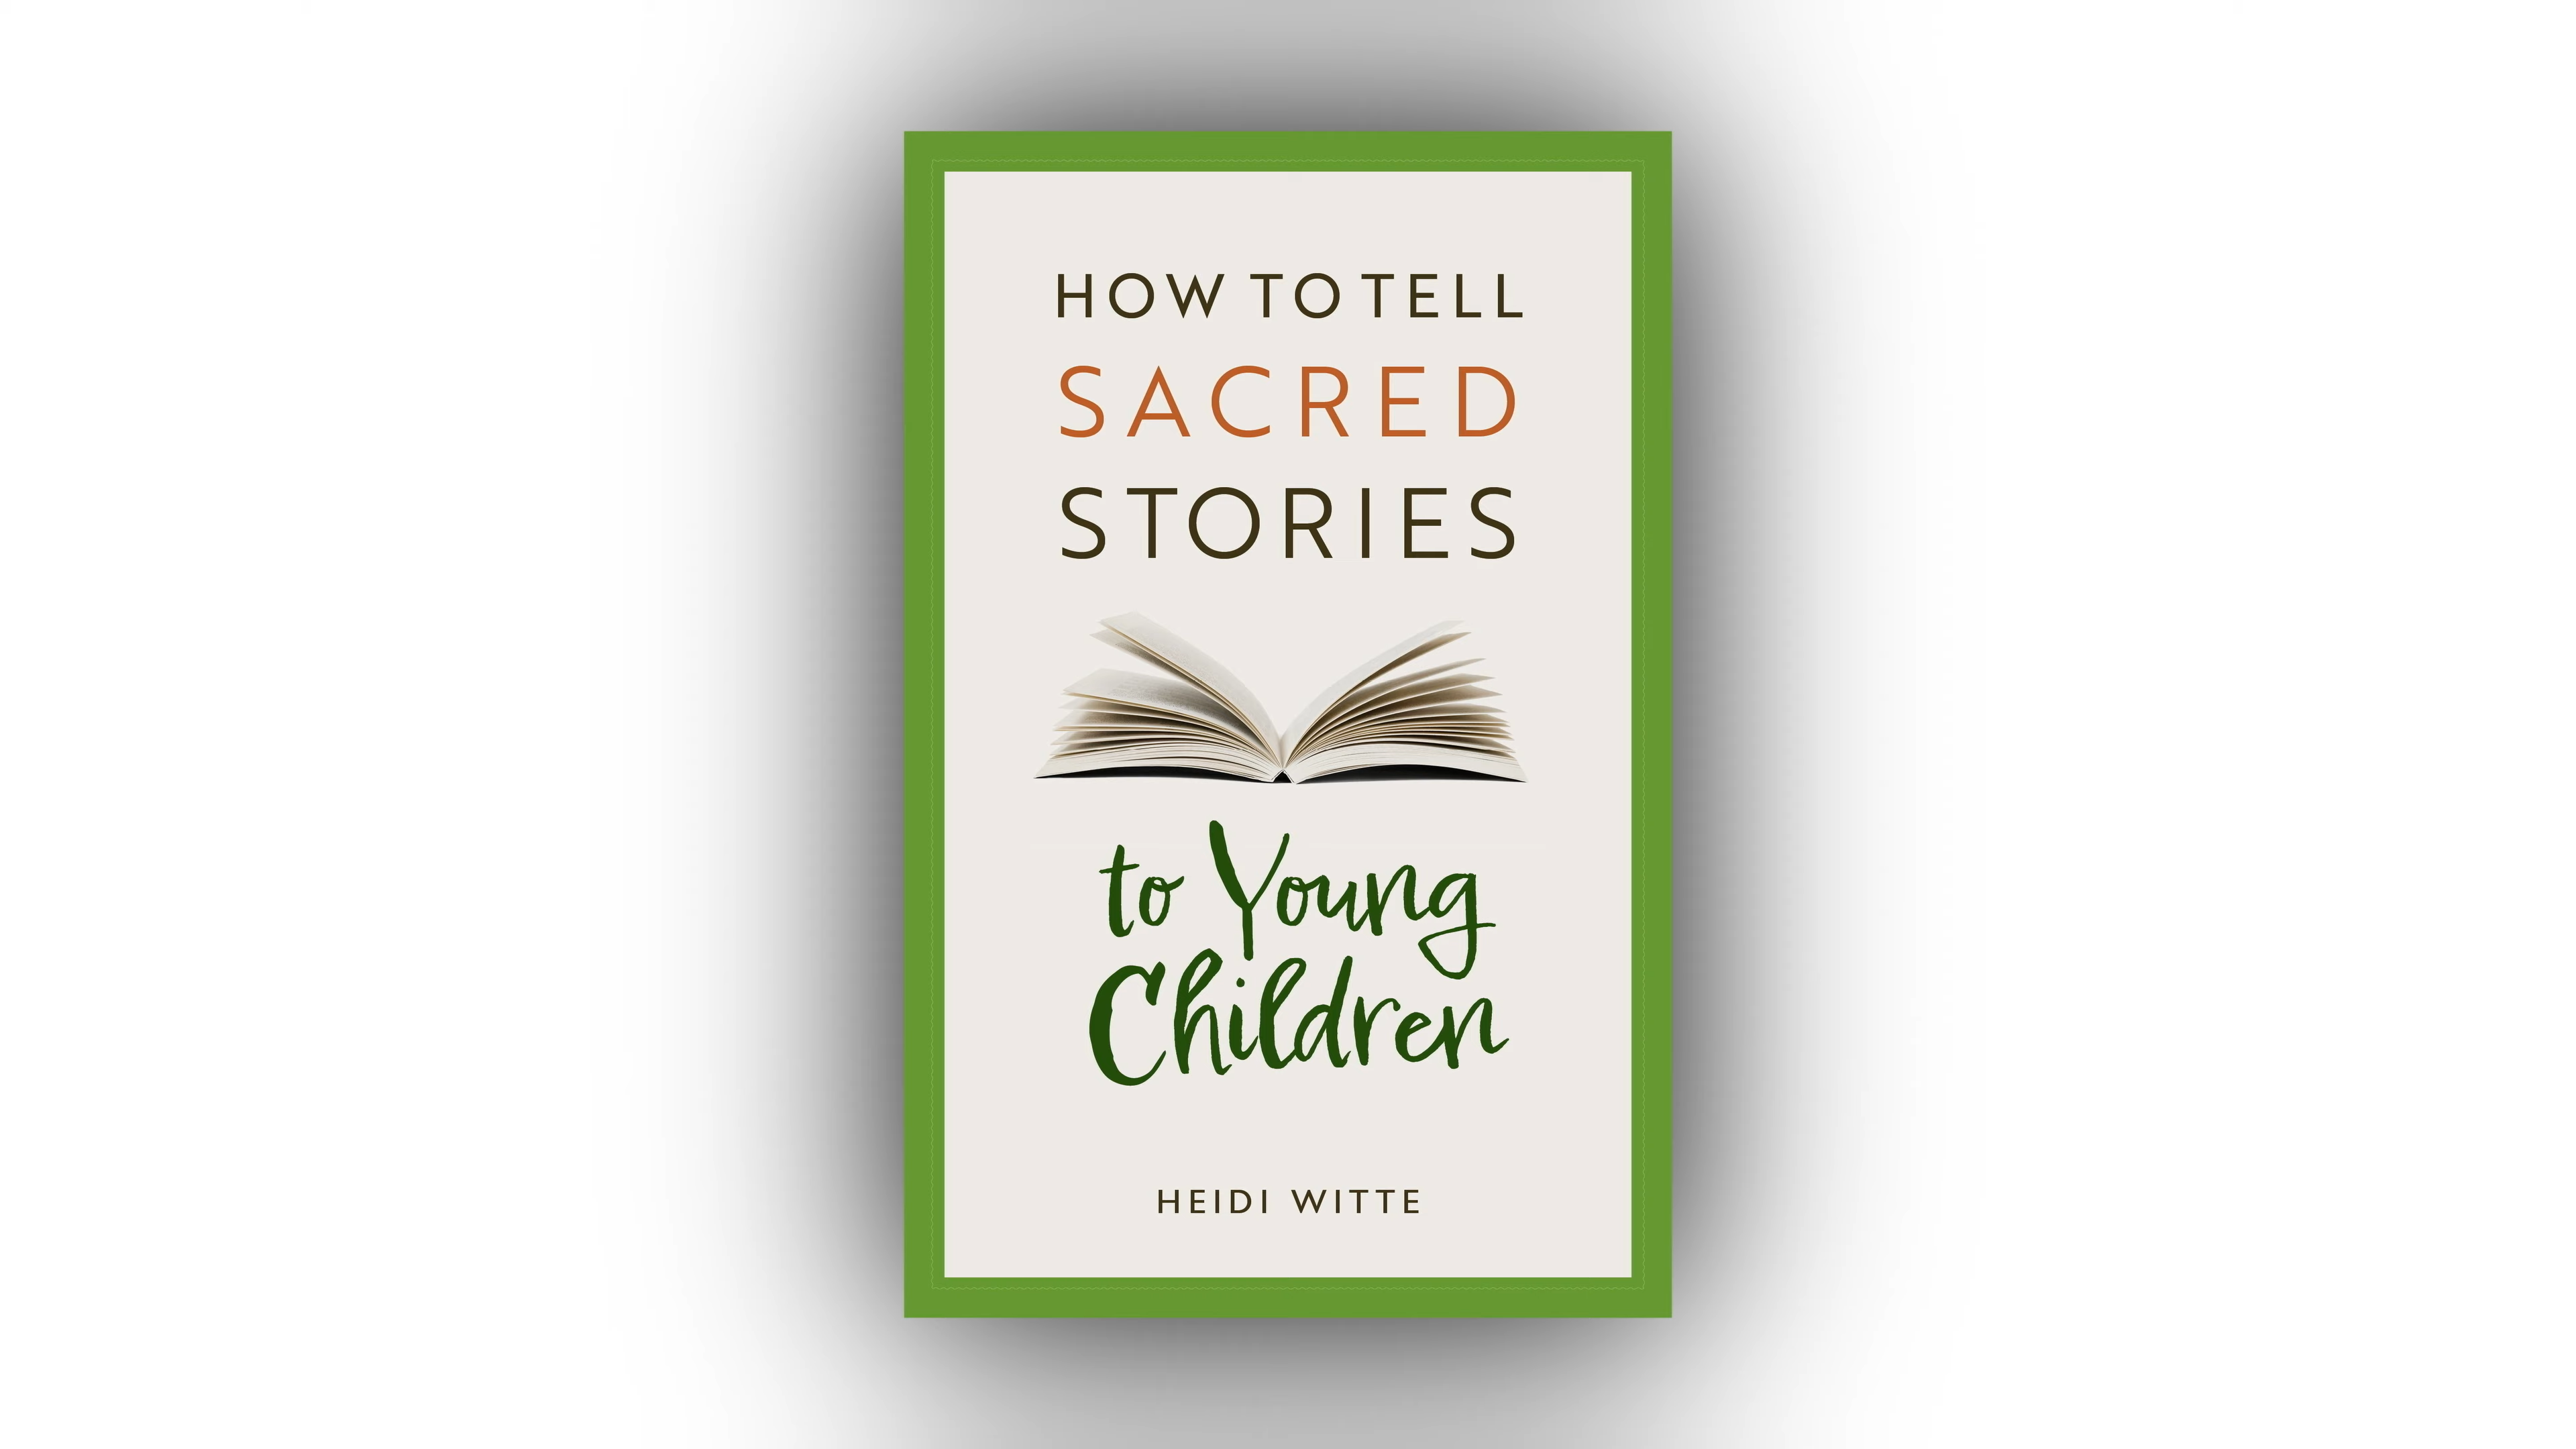 HOW TO TELL
SACRED
STORIES
to Young
Children
HEIDI WITTE